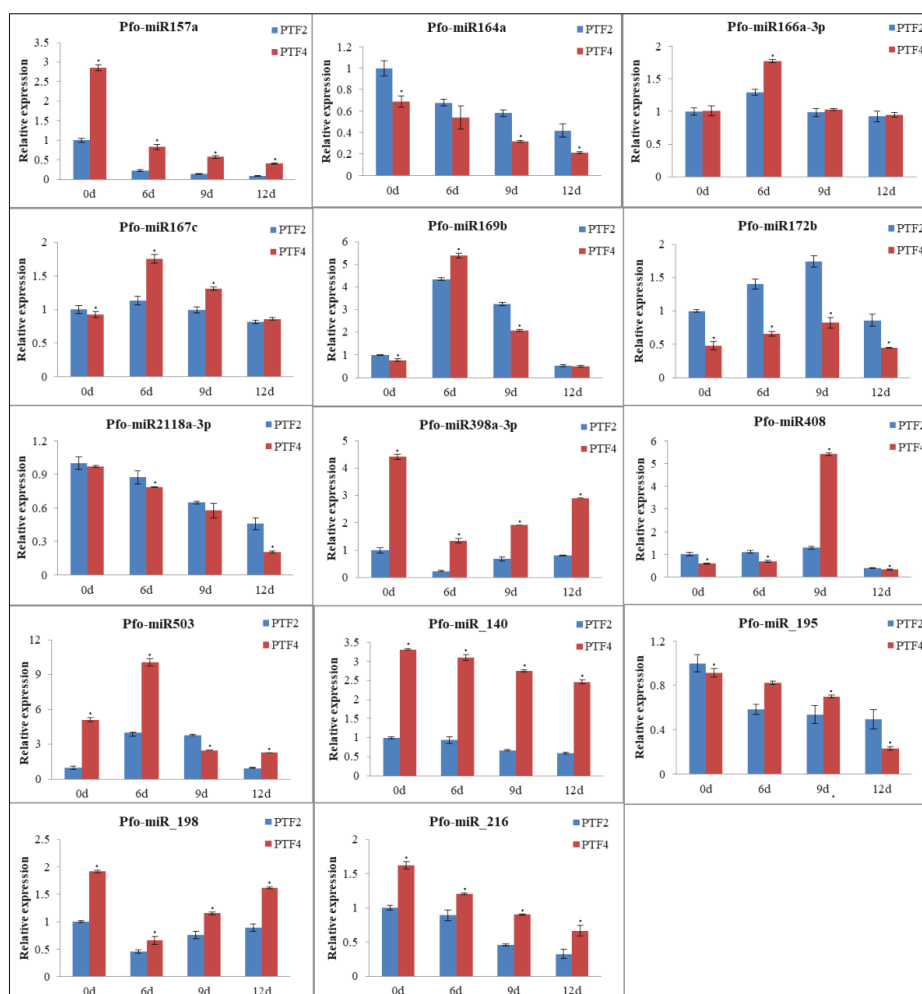 Pfo-miR157a
PTF2
PTF4
Relative expression
3.5
3
2.5
2
1.5
1
0.5
0
0d 6d 9d 12d
Pfo-miR164a
PTF2
PTF4
Relative expression
1.2
1
0.8
0.6
0.4
0.2
0
0d 6d 9d 12d
Pfo-miR166a-3p
PTF2
PTF4
Relative expression
2
1.5
1
0.5
0
0d 6d 9d 12d
Pfo-miR167c
PTF2
PTF4
Relative expression
2
1.5
1
0.5
0
0d 6d 9d 12d
Pfo-miR169b
PTF2
PTF4
Relative expression
6
5
4
3
2
1
0
0d 6d 9d 12d
Pfo-miR172b
PTF2
PTF4
Relative expression
2
1.5
1
0.5
0
0d 6d 9d 12d
Pfo-miR2118a-3p
PTF2
PTF4
Relative expression
1.2
0.9
0.6
0.3
0
0d 6d 9d 12d
Pfo-miR398a-3p
PTF2
PTF4
Relative expression
5
4
3
2
1
0
0d 6d 9d 12d
Pfo-miR408
PTF2
PTF4
Relative expression
6
5
4
3
2
1
0
0d 6d 9d 12d
Pfo-miR503
PTF2
PTF4
Relative expression
12
9
6
3
0
0d 6d 9d 12d
Pfo-miR_140
PTF2
PTF4
Relative expression
3.5
3
2.5
2
1.5
1
0.5
0
0d 6d 9d 12d
Pfo-miR_195
PTF2
PTF4
Relative expression
1.2
0.8
0.4
0
0d 6d 9d 12d
Pfo-miR_198
PTF2
PTF4
Relative expression
2.5
2
1.5
1
0.5
0
0d 6d 9d 12d
Pfo-miR_216
PTF2
PTF4
Relative expression
2
1.5
1
0.5
0
0d 6d 9d 12d